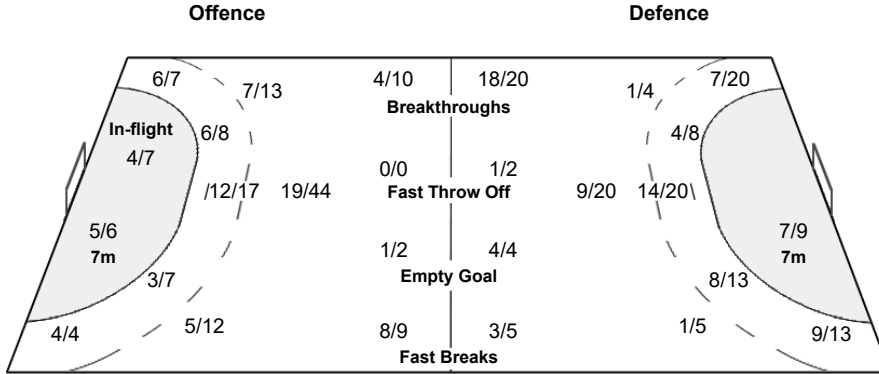 Offence Defence
6/7 7/13 4/10 18/20 1/4 7/20
Breakthroughs
In-flight 6/8 4/8
4/7
0/0 1/2
12/17 19/44 Fast Throw Off 9/20 14/20
5/6 7/9
7m 7m
1/2 4/4
Empty Goal
3/7 8/13
4/4 5/12 8/9 3/5 1/5 9/13
Fast Breaks